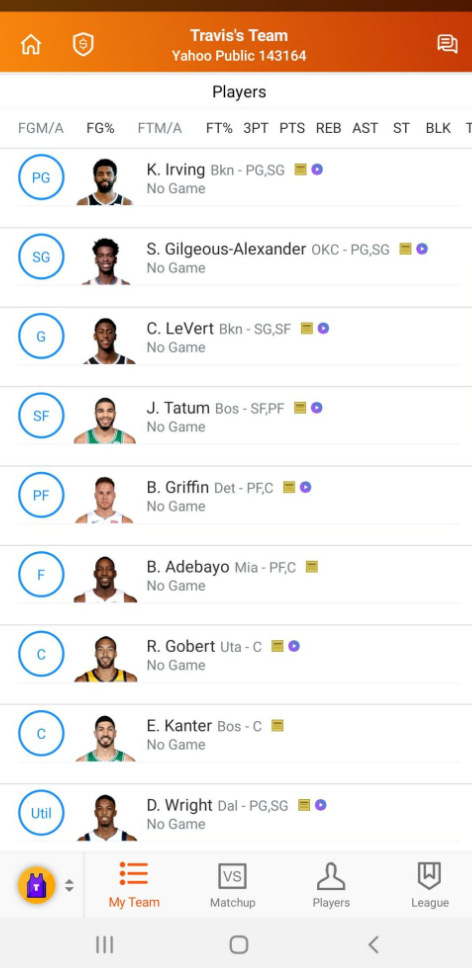 Travis's Team
Yahoo Public 143164
Players
FGM/A FG% FTM/A FT% 3PT PTS REB AST ST BLK T
PG K. Irving Bkn - PG,SG
No Game
SG S. Gilgeous-Alexander OKC - PG,SG
No Game
G C. LeVert Bkn - SG,SF
No Game
SF J. Tatum Bos - SF,PF
No Game
PF B. Griffin Det - PF,C
No Game
F B. Adebayo Mia - PF,C
No Game
C R. Gobert Uta - C
No Game
C E. Kanter Bos - C
No Game
Util D. Wright Dal - PG,SG
No Game
T VS
My Team Matchup Players League